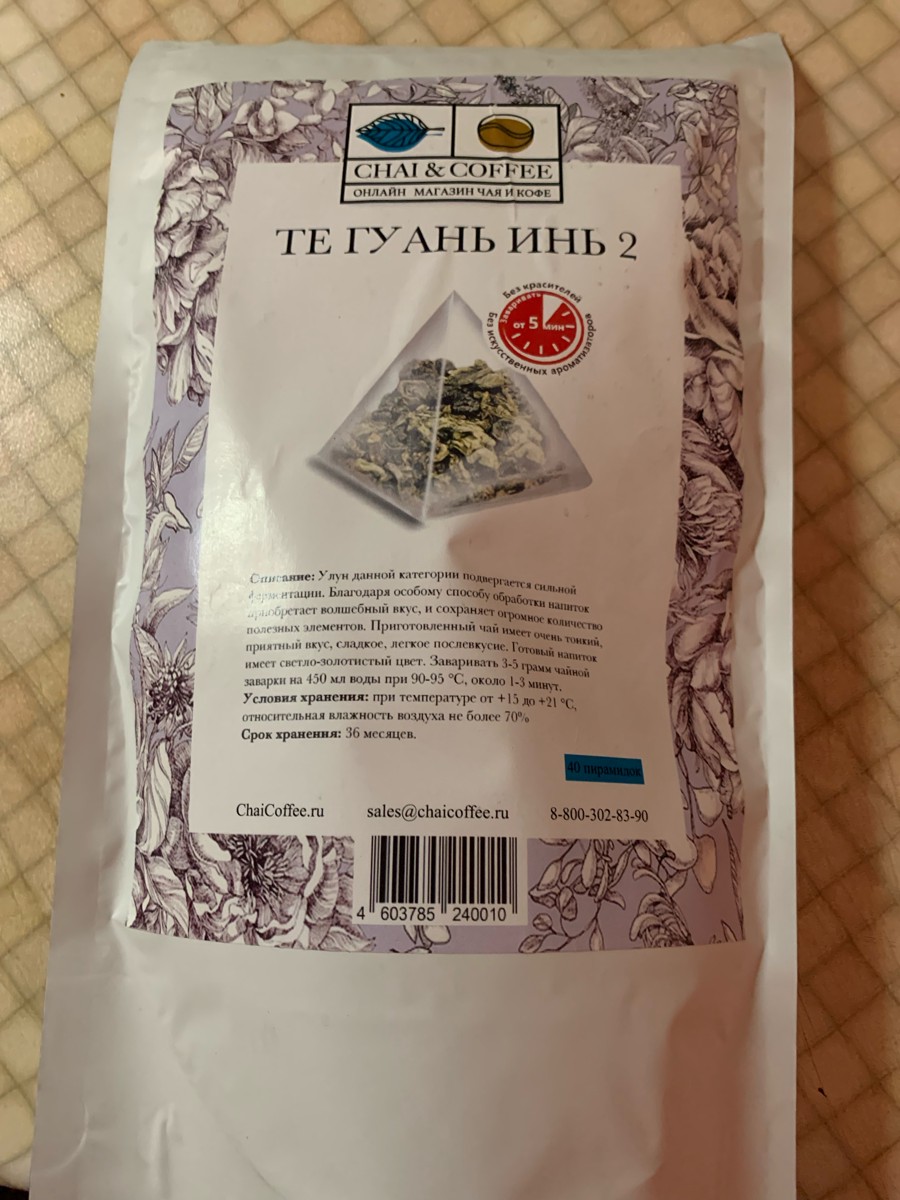 CHAI & COFFEE
ОНЛАЙН МАГАЗИН ЧАЯ И КОФЕ
ТЕ ГУАНЬ ИНЬ 2
Без красителей
Заваривать
от 5 мин
Без искусственных ароматизаторов
Описание: Улун данной категории подвергается сильной
ферментации. Благодаря особому способу обработки напиток
приобретает волшебный вкус, и сохраняет огромное количество
полезных элементов. Приготовленный чай имеет очень тонкий,
приятный вкус, сладкое, легкое послевкусие. Готовый напиток
имеет светло-золотистый цвет. Заваривать 3-5 грамм чайной
заварки на 450 мл воды при 90-95 °C, около 1-3 минут.
Условия хранения: при температуре от +15 до +21 °C,
относительная влажность воздуха не более 70%
Срок хранения: 36 месяцев.
40 пирамидок
ChaiCoffee.ru sales@chaicoffee.ru 8-800-302-83-90
4 603785 240010